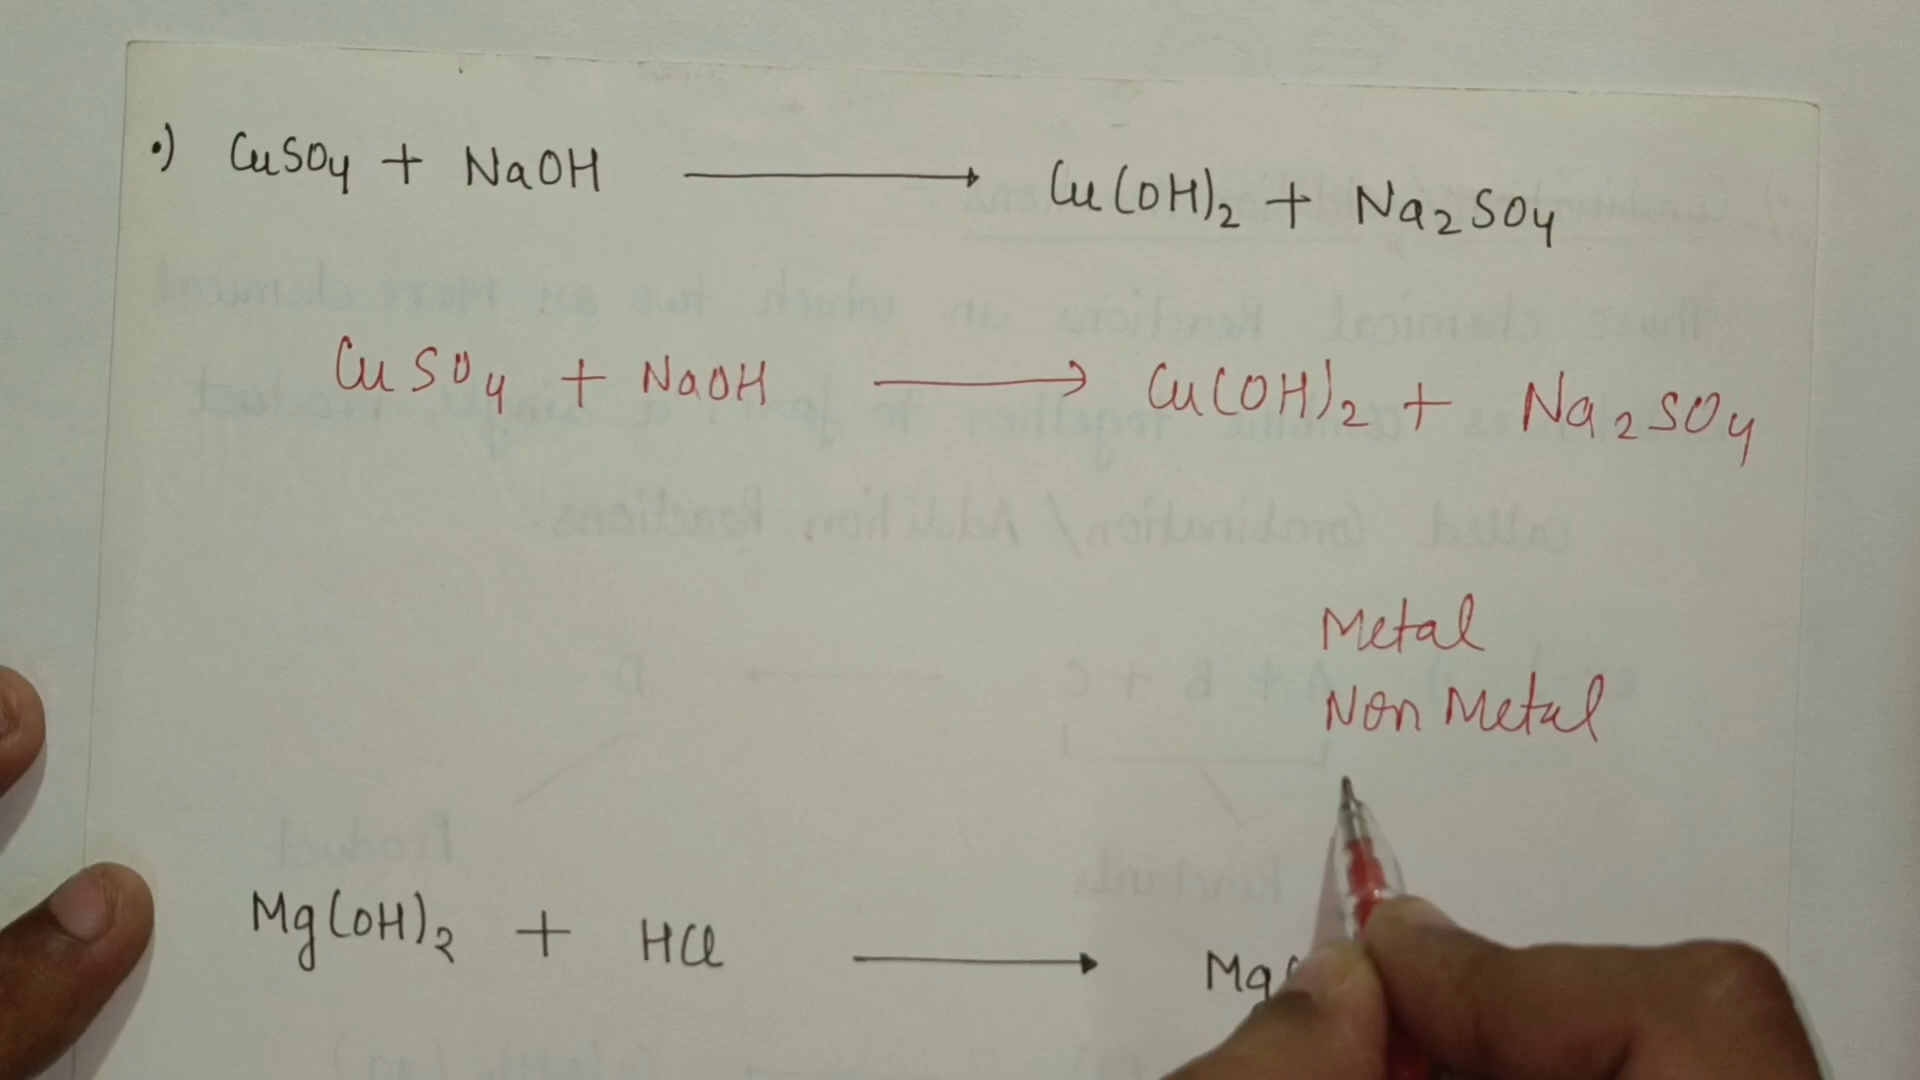 •) CuSO4 + NaOH ⟶ Cu(OH)2 + Na2SO4
CuSO4 + NaOH ⟶ Cu(OH)2 + Na2SO4
Metal
Non Metal
Mg(OH)2 + HCl ⟶